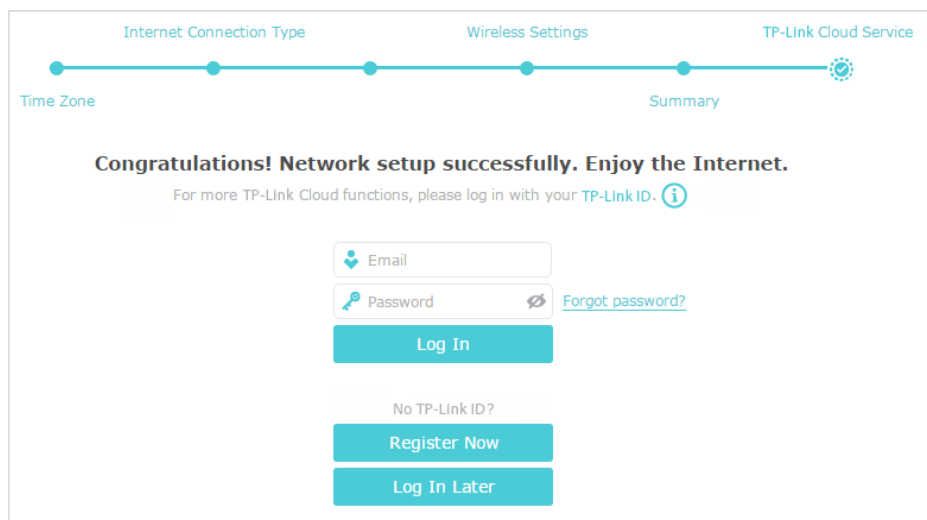 Internet Connection Type
Wireless Settings
TP-Link Cloud Service
Time Zone
Summary
Congratulations! Network setup successfully. Enjoy the Internet.
For more TP-Link Cloud functions, please log in with your TP-Link ID.
Email
Password
Forgot password?
Log In
No TP-Link ID?
Register Now
Log In Later